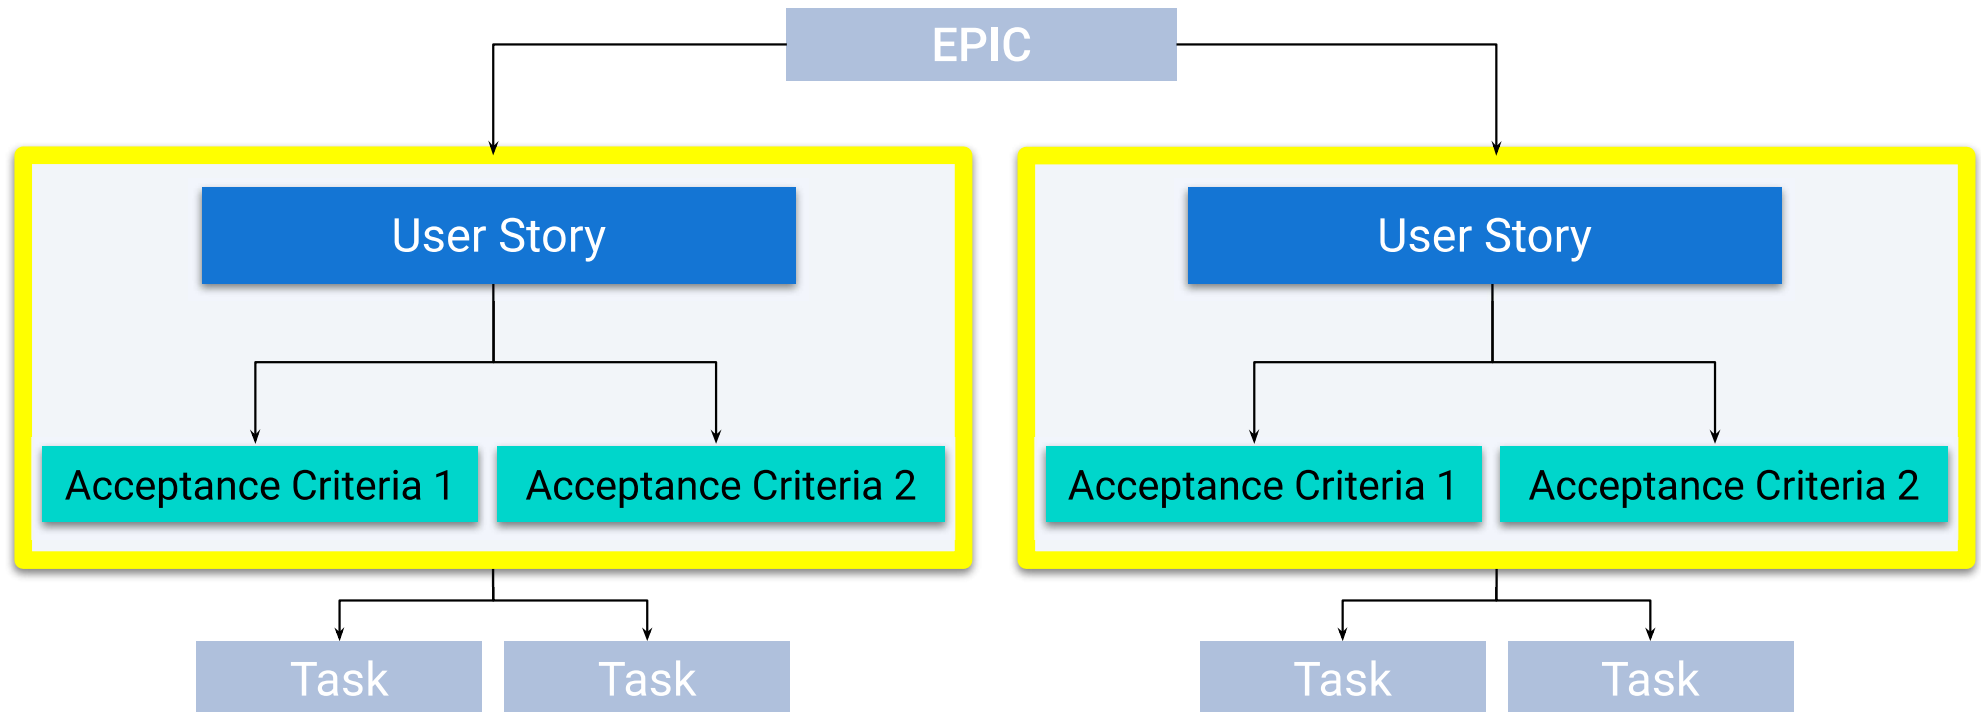 EPIC
User Story
User Story
Acceptance Criteria 1
Acceptance Criteria 2
Acceptance Criteria 1
Acceptance Criteria 2
Task
Task
Task
Task